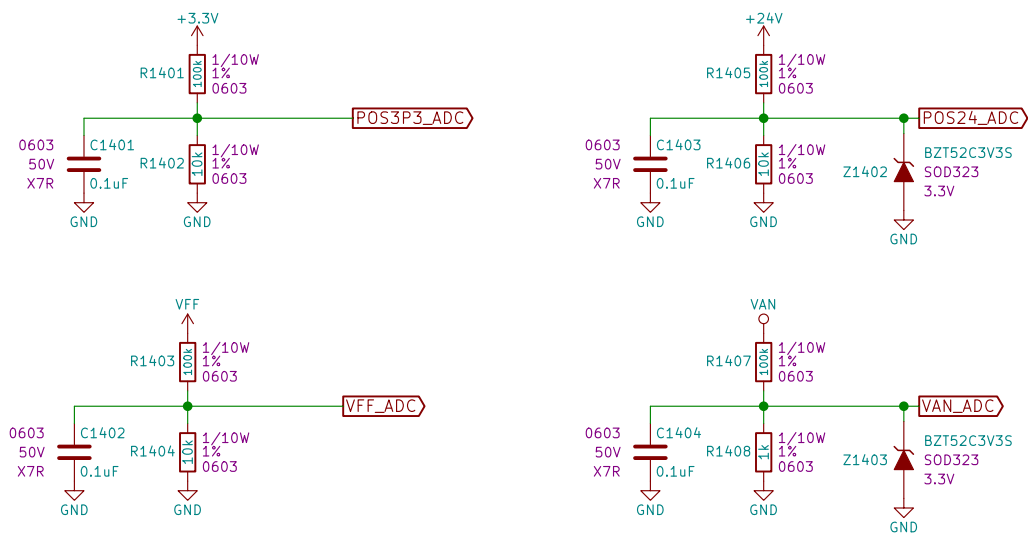 +3.3V
R1401
100k
1/10W
1%
0603
POS3P3_ADC
0603
50V
X7R
C1401
0.1uF
GND
R1402
10k
1/10W
1%
0603
GND
+24V
R1405
100k
1/10W
1%
0603
POS24_ADC
0603
50V
X7R
C1403
0.1uF
GND
R1406
10k
1/10W
1%
0603
GND
Z1402
BZT52C3V3S
SOD323
3.3V
GND
VFF
R1403
100k
1/10W
1%
0603
VFF_ADC
0603
50V
X7R
C1402
0.1uF
GND
R1404
10k
1/10W
1%
0603
GND
VAN
R1407
100k
1/10W
1%
0603
VAN_ADC
0603
50V
X7R
C1404
0.1uF
GND
R1408
1k
1/10W
1%
0603
GND
Z1403
BZT52C3V3S
SOD323
3.3V
GND